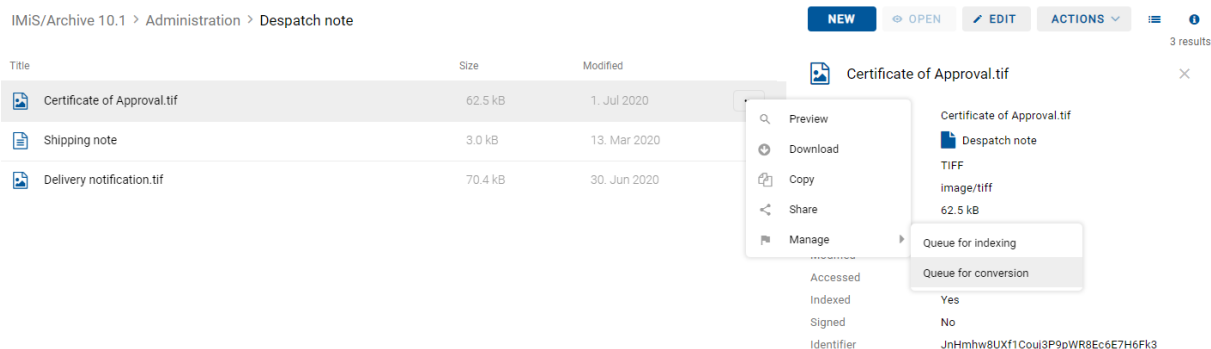 IMiS/Archive 10.1 > Administration > Despatch note
NEW OPEN EDIT ACTIONS
3 results
Title Size Modified
Certificate of Approval.tif 62.5 kB 1. Jul 2020
Shipping note 3.0 kB 13. Mar 2020
Delivery notification.tif 70.4 kB 30. Jun 2020
Preview
Download
Copy
Share
Manage
Queue for indexing
Queue for conversion
Certificate of Approval.tif
Certificate of Approval.tif
Despatch note
TIFF
image/tiff
62.5 kB
Modified
Accessed
Indexed Yes
Signed No
Identifier JnHmhw8UXf1Couj3P9pWR8Ec6E7H6Fk3